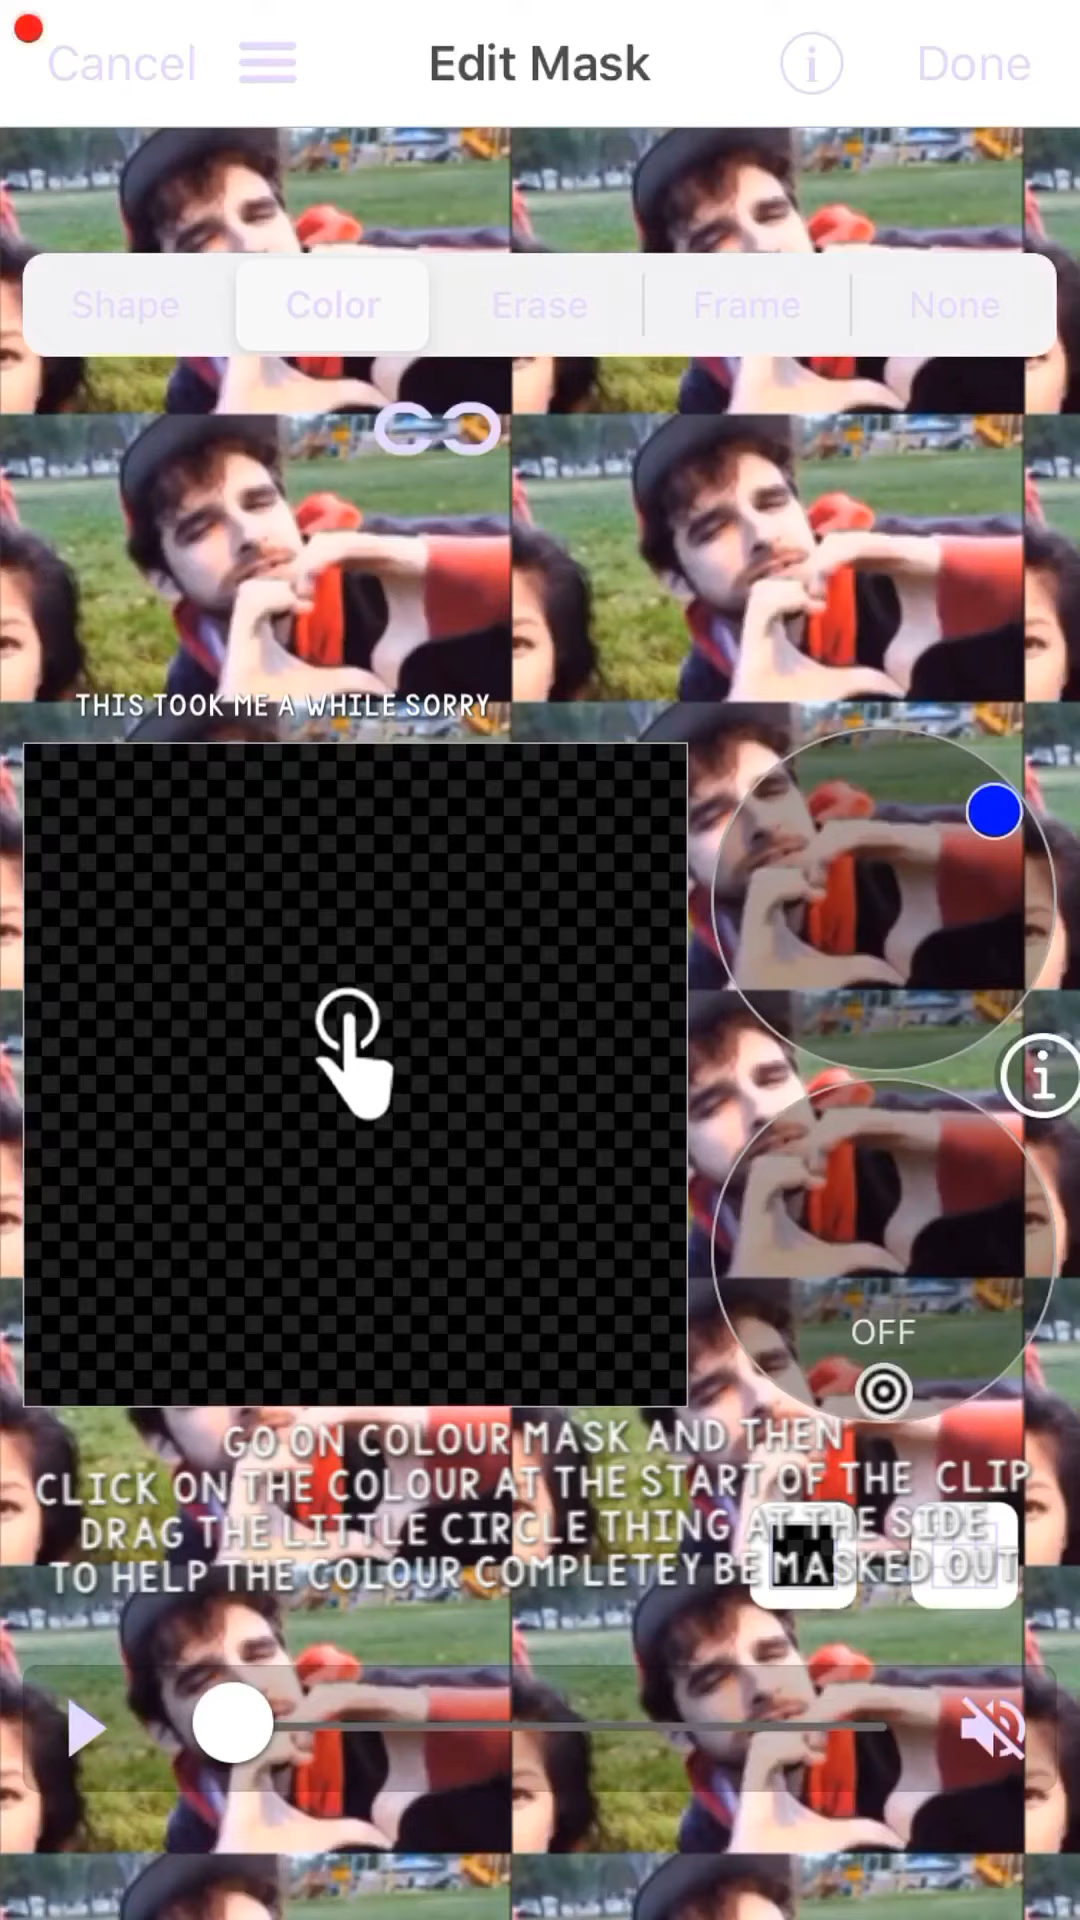 Cancel
Edit Mask
Done
Shape
Color
Erase
Frame
None
THIS TOOK ME A WHILE SORRY
OFF
GO ON COLOUR MASK AND THEN
CLICK ON THE COLOUR AT THE START OF THE CLIP
DRAG THE LITTLE CIRCLE THING AT THE SIDE
TO HELP THE COLOUR COMPLETEY BE MASKED OUT